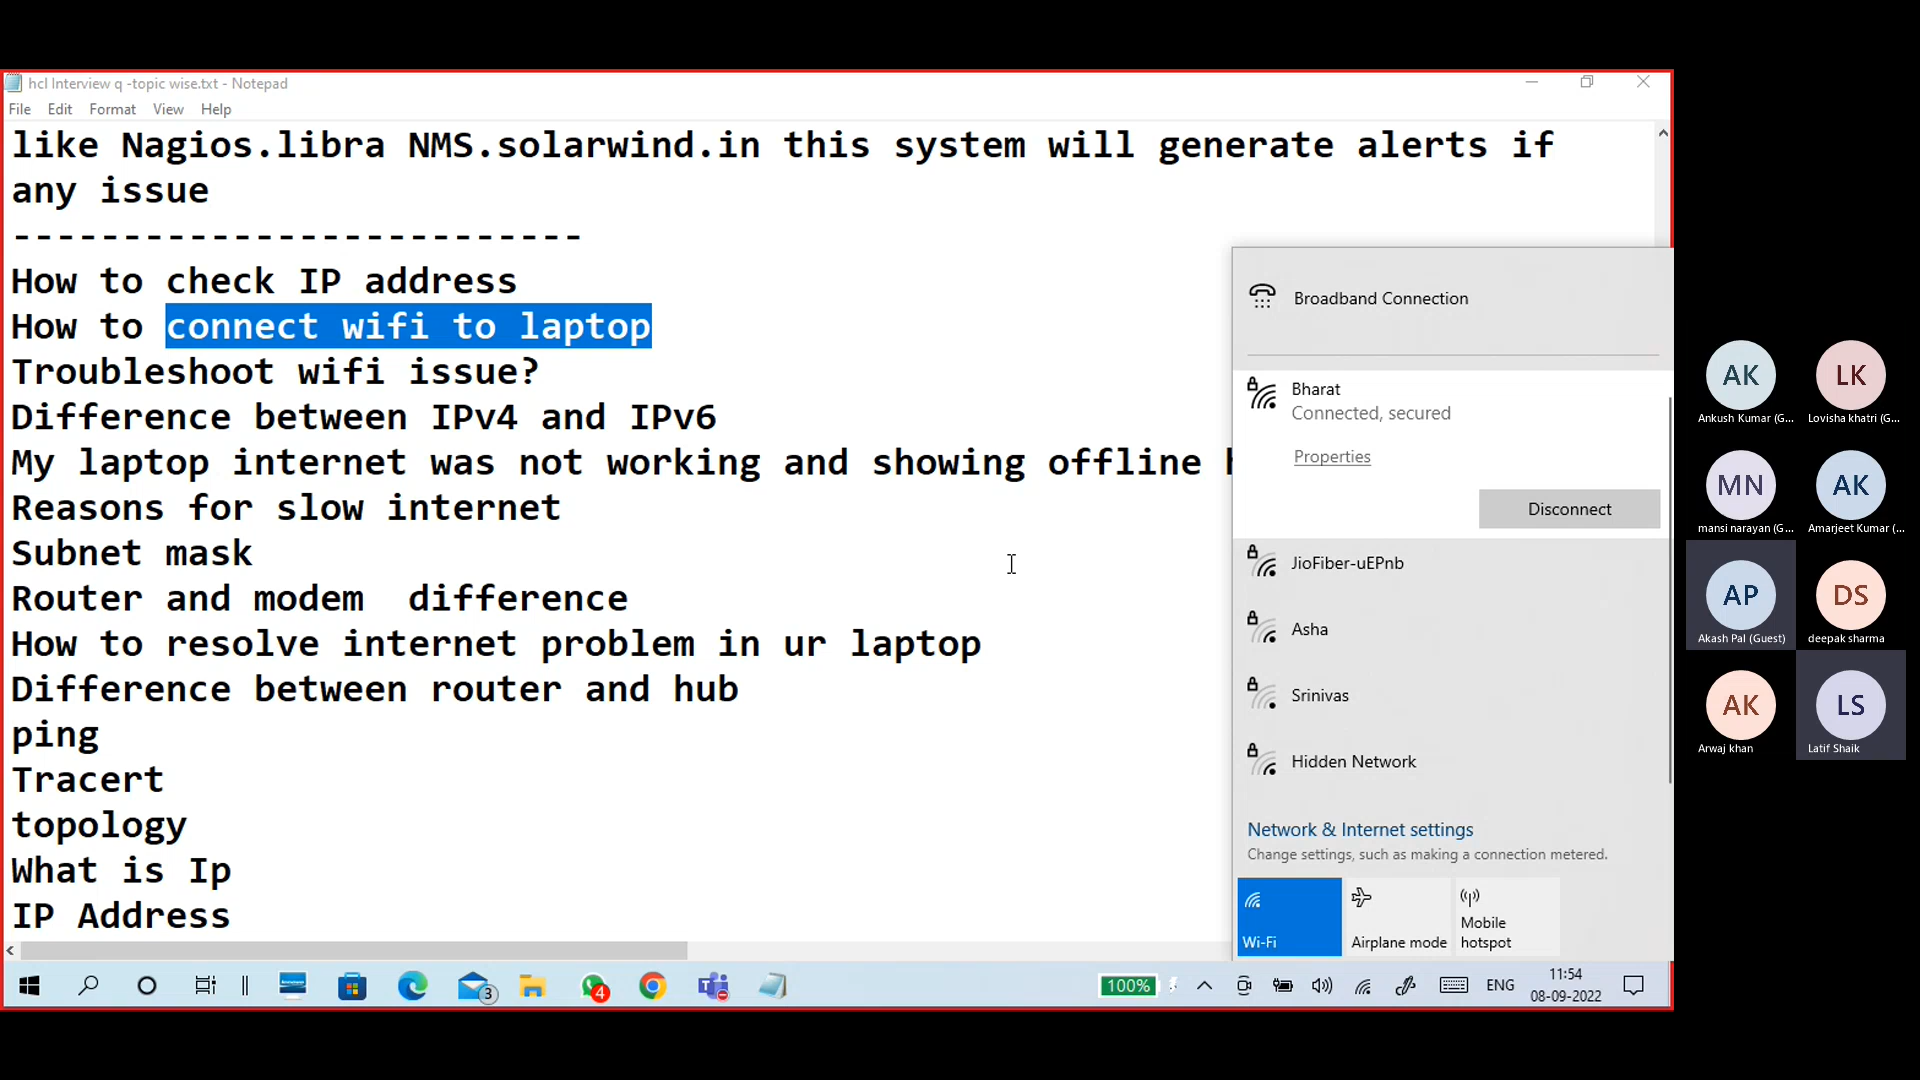 hcl Interview q -topic wise.txt - Notepad
File Edit Format View Help
like Nagios.libra NMS.solarwind.in this system will generate alerts if
any issue
--------------------------
How to check IP address
How to connect wifi to laptop
Troubleshoot wifi issue?
Difference between IPv4 and IPv6
My laptop internet was not working and showing offline
Reasons for slow internet
Subnet mask
Router and modem  difference
How to resolve internet problem in ur laptop
Difference between router and hub
ping
Tracert
topology
What is Ip
IP Address
Broadband Connection
Bharat
Connected, secured
Properties
Disconnect
JioFiber-uEPnb
Asha
Srinivas
Hidden Network
Network & Internet settings
Change settings, such as making a connection metered.
Wi-Fi
Airplane mode
Mobile
hotspot
3
4
100%
ENG
11:54
08-09-2022
AK
Ankush Kumar (G...
LK
Lovisha khatri (G...
MN
mansi narayan (G...
AK
Amarjeet Kumar (...
AP
Akash Pal (Guest)
DS
deepak sharma
AK
Arwaj khan
LS
Latif Shaik